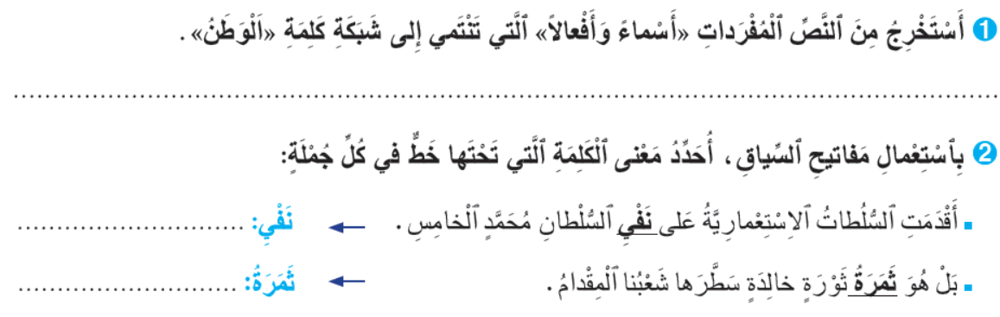 1 أَسْتَخْرِجُ مِنَ ٱلنَّصِّ ٱلْمُفْرَداتِ «أَسْماءً وَأَفْعالاً» ٱلَّتي تَنْتَمي إِلى شَبَكَةِ كَلِمَةِ «اَلْوَطَنُ».
........................................................................
2 بِٱسْتِعْمالِ مَفاتيحِ ٱلسِّياقِ، أُحَدِّدُ مَعْنى ٱلْكَلِمَةِ ٱلَّتي تَحْتَها خَطٌّ في كُلِّ جُمْلَةٍ:
▪ أَقْدَمَتِ ٱلسُّلُطاتُ ٱلاِسْتِعْمارِيَّةُ عَلى نَفْيِ ٱلسُّلْطانِ مُحَمَّدٍ ٱلْخامِسِ. ← نَفْيِ: ............................
▪ بَلْ هُوَ ثَمَرَةُ ثَوْرَةٍ خالِدَةٍ سَطَّرَها شَعْبُنا ٱلْمِقْدامُ. ← ثَمَرَةُ: ............................